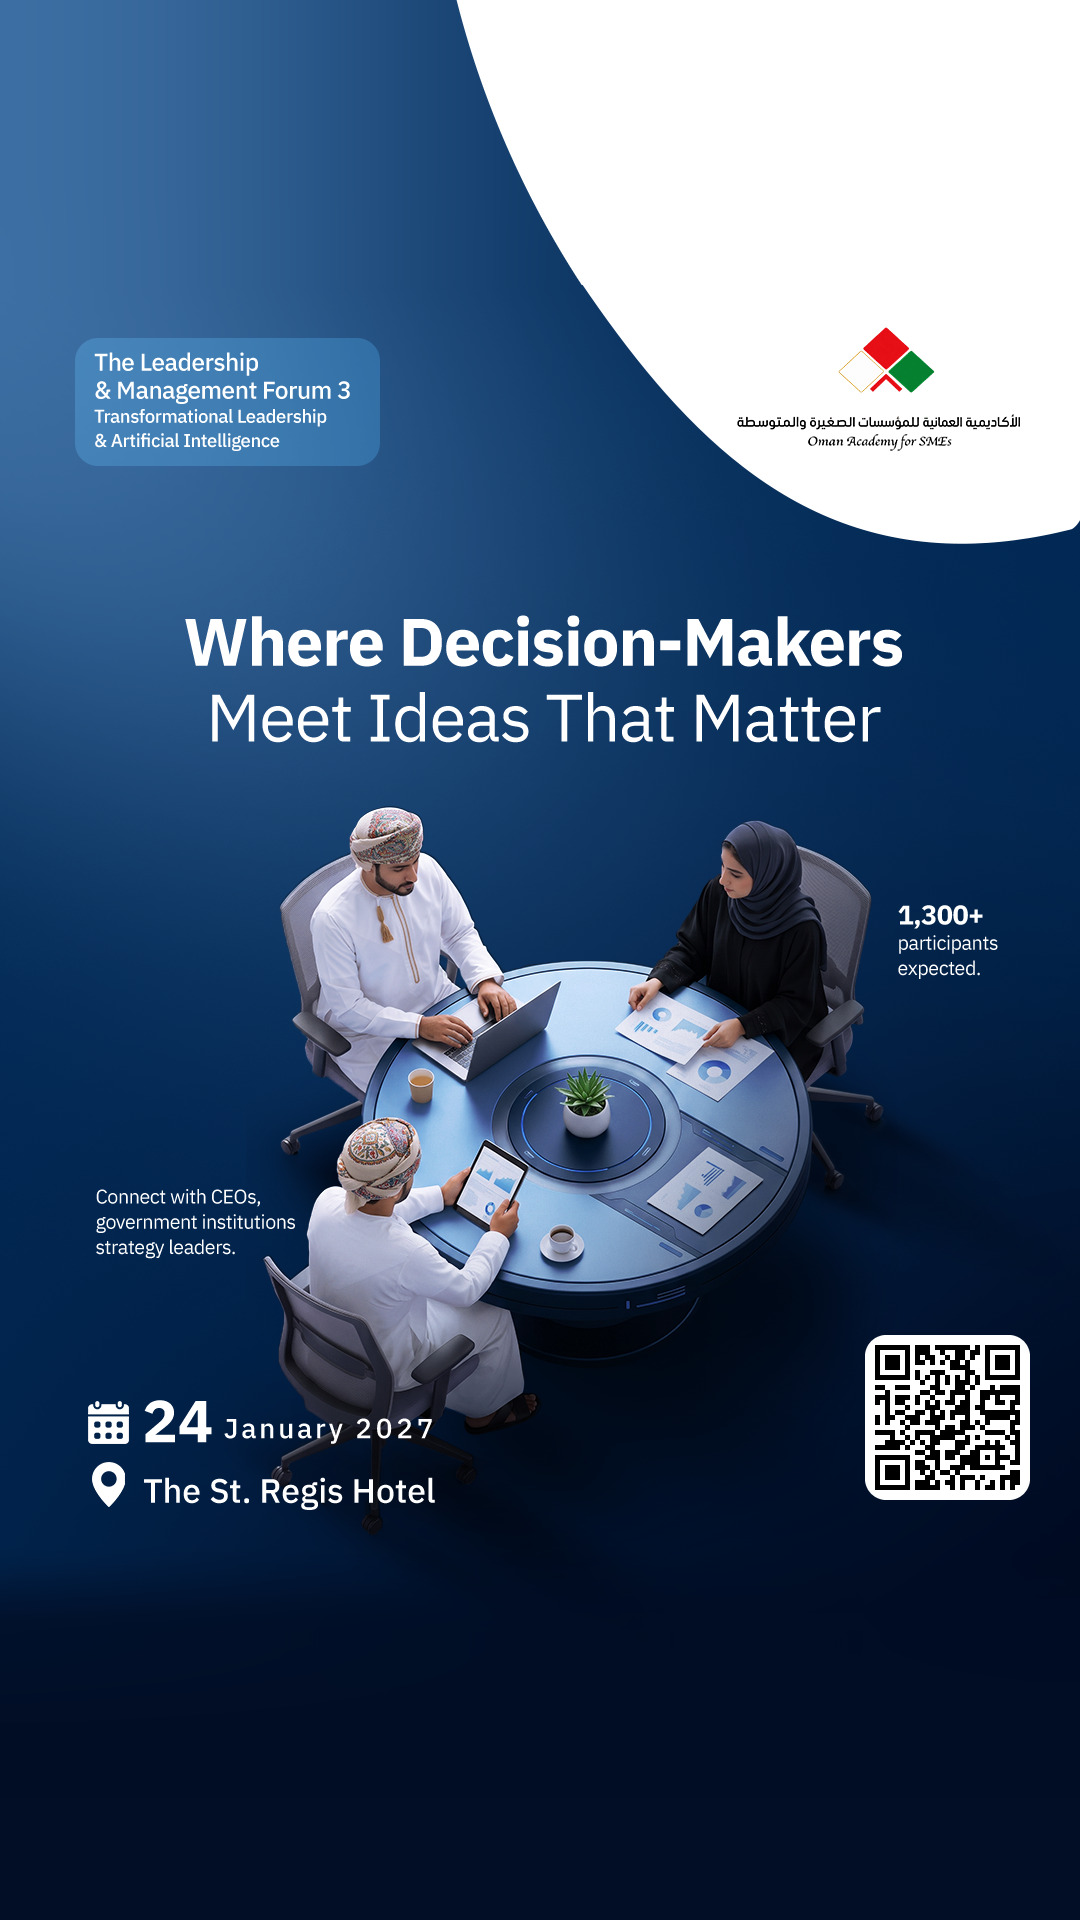 The Leadership
& Management Forum 3
Transformational Leadership
& Artificial Intelligence
الأكاديمية العمانية للمؤسسات الصغيرة والمتوسطة
Oman Academy for SMEs
Where Decision-Makers
Meet Ideas That Matter
1,300+
participants
expected.
Connect with CEOs,
government institutions
strategy leaders.
24 January 2027
The St. Regis Hotel